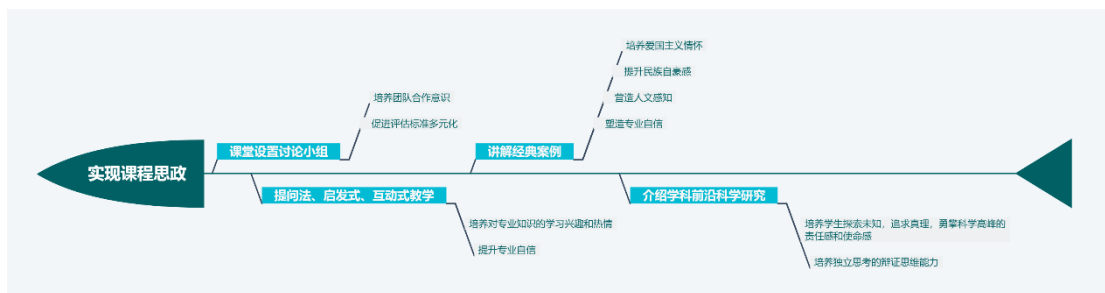 实现课程思政
课堂设置讨论小组
培养团队合作意识
促进评估标准多元化
提问法、启发式、互动式教学
培养对专业知识的学习兴趣和热情
提升专业自信
讲解经典案例
培养爱国主义情怀
提升民族自豪感
营造人文感知
塑造专业自信
介绍学科前沿科学研究
培养学生探索未知，追求真理，勇攀科学高峰的
责任感和使命感
培养独立思考的辩证思维能力